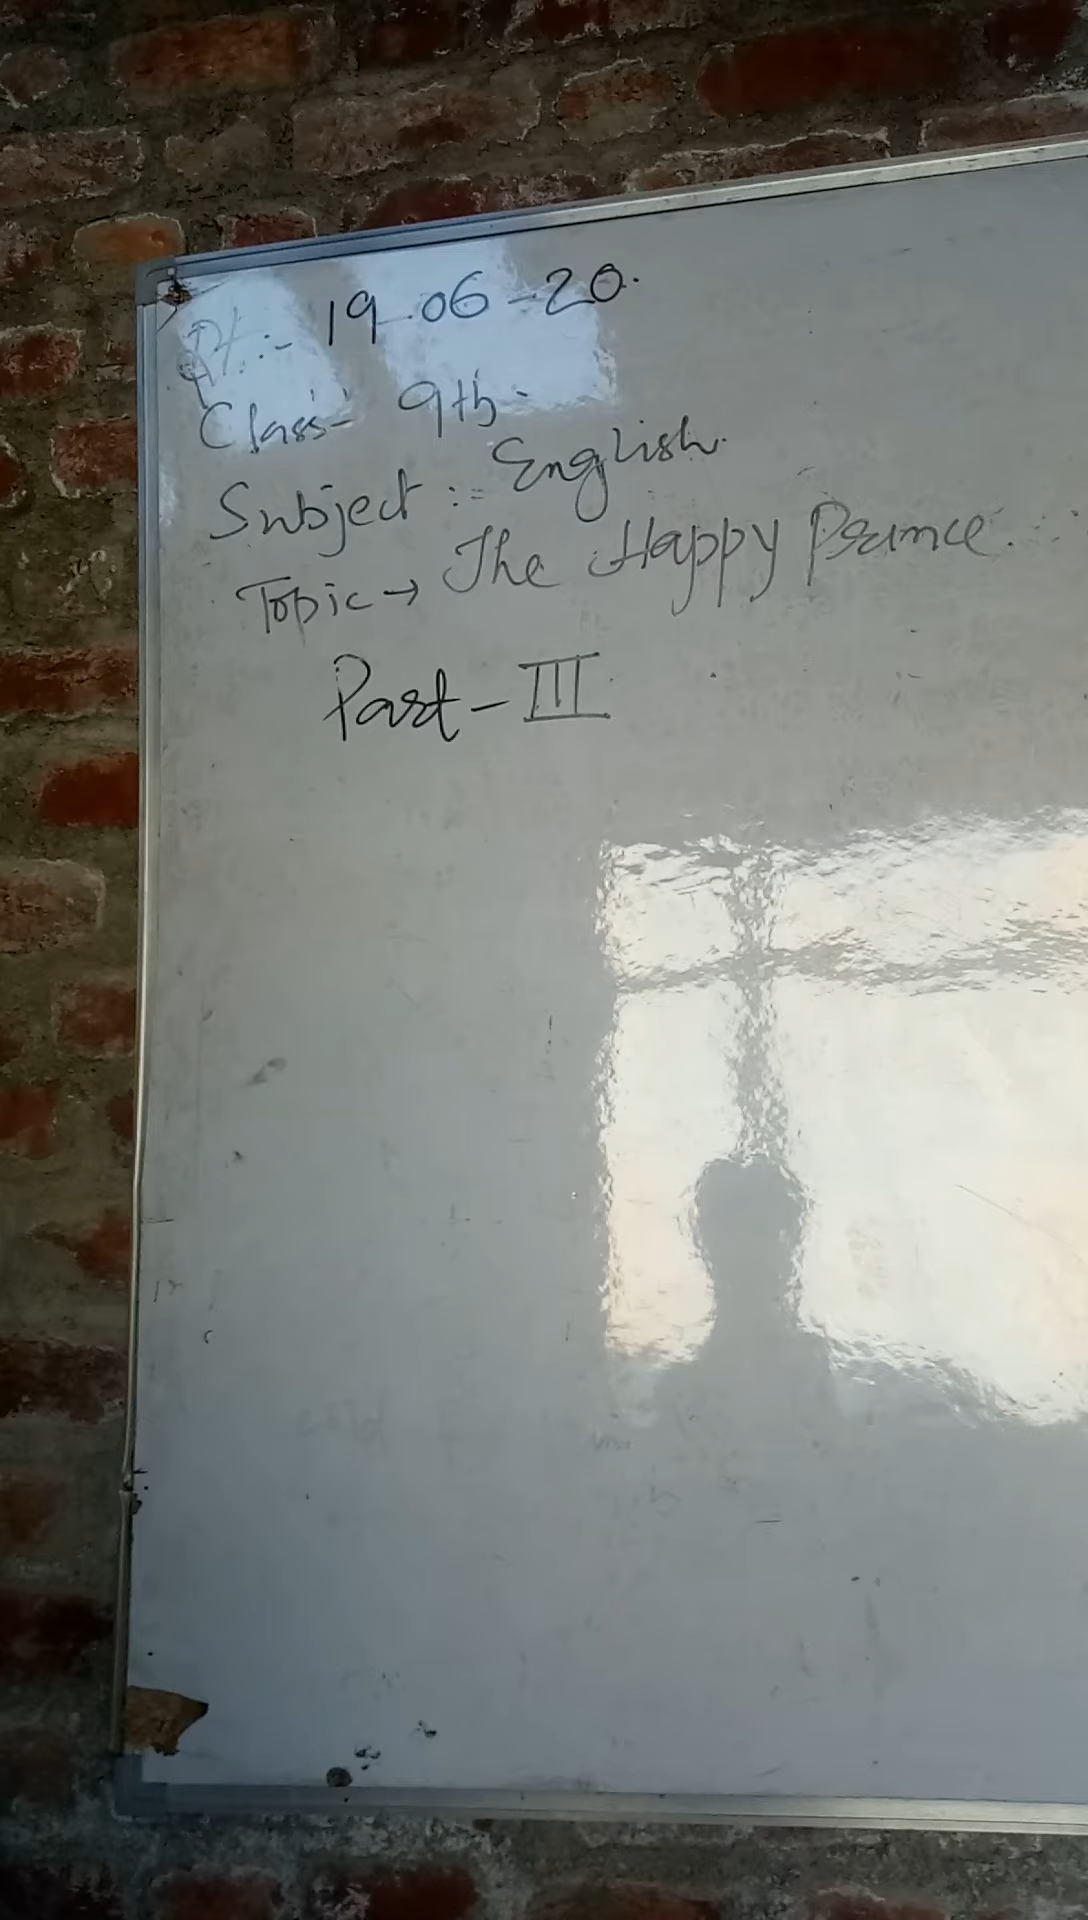 Dt:- 19-06-20.
Class:- 9th-
Subject:- English.
Topic → The Happy Prince.
Part-III